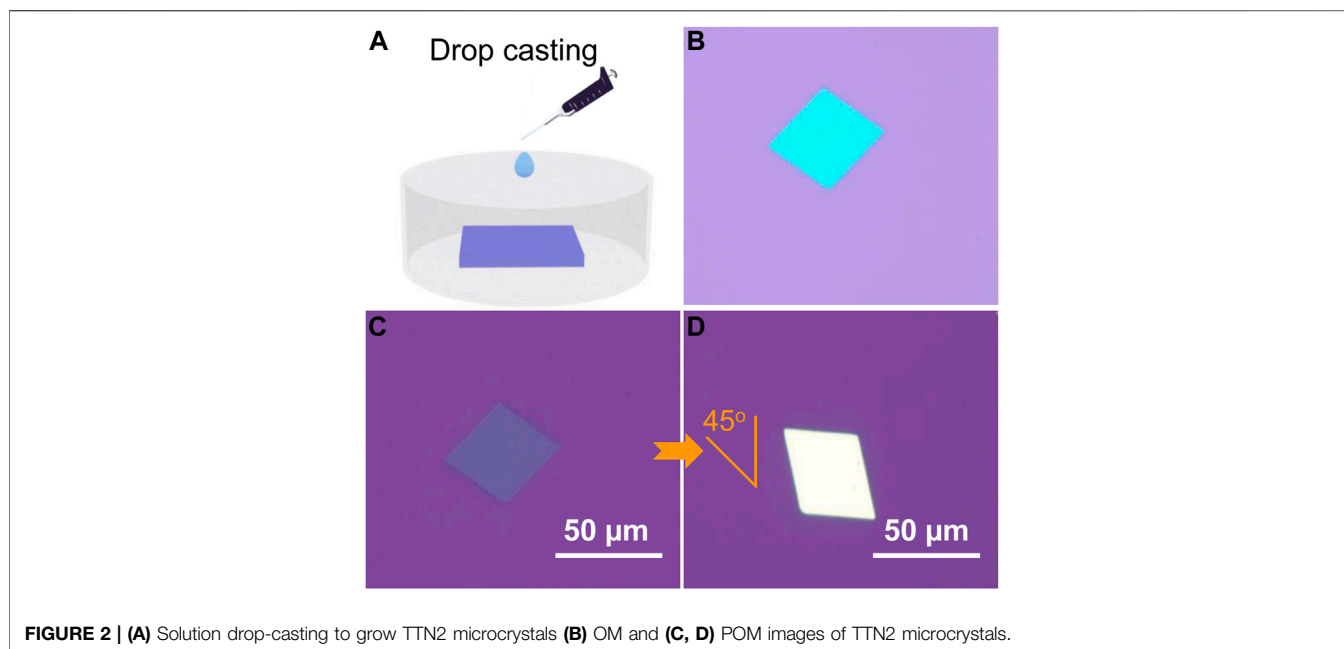 A
Drop casting
B
C
50 µm
D
45º
50 µm
FIGURE 2 | (A) Solution drop-casting to grow TTN2 microcrystals (B) OM and (C, D) POM images of TTN2 microcrystals.